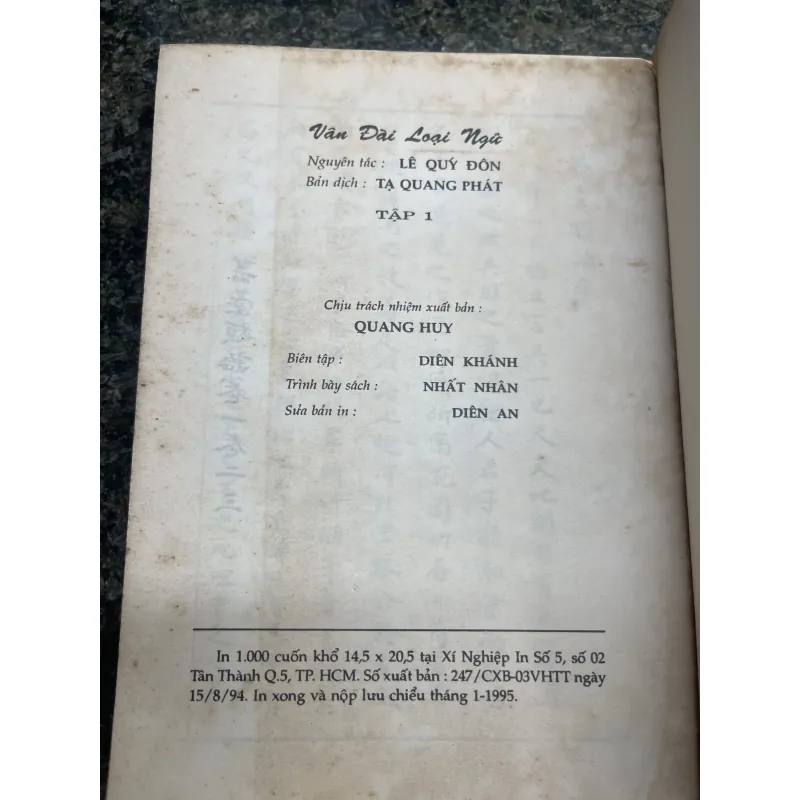 Vân Đài Loại Ngữ
Nguyên tác : LÊ QUÝ ĐÔN
Bản dịch : TẠ QUANG PHÁT
TẬP 1
Chịu trách nhiệm xuất bản :
QUANG HUY
Biên tập : DIÊN KHÁNH
Trình bày sách : NHẤT NHÂN
Sửa bản in : DIÊN AN
In 1.000 cuốn khổ 14,5 x 20,5 tại Xí Nghiệp In Số 5, số 02
Tân Thành Q.5, TP. HCM. Số xuất bản : 247/CXB-03VHTT ngày
15/8/94. In xong và nộp lưu chiểu tháng 1-1995.